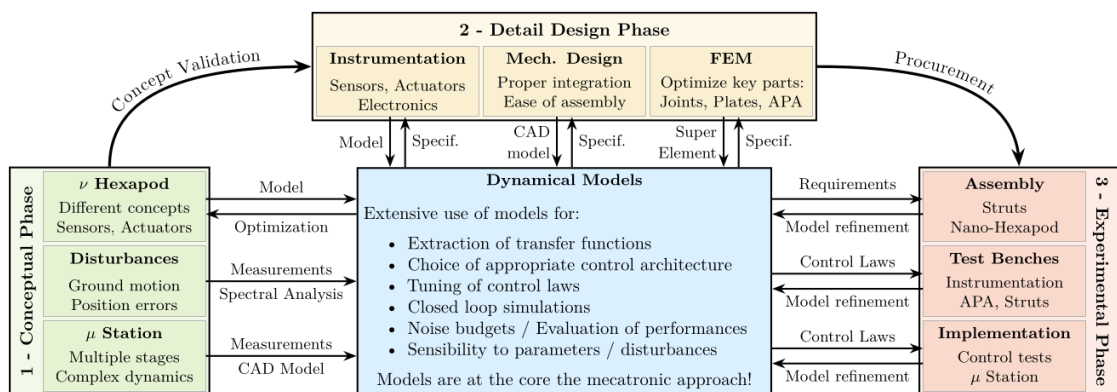 2 - Detail Design Phase
Instrumentation
Sensors, Actuators
Electronics
Mech. Design
Proper integration
Ease of assembly
FEM
Optimize key parts:
Joints, Plates, APA
Concept Validation
Procurement
Model
Specif.
CAD
model
Specif.
Super
Element
Specif.
1 - Conceptual Phase
ν Hexapod
Different concepts
Sensors, Actuators
Disturbances
Ground motion
Position errors
μ Station
Multiple stages
Complex dynamics
Model
Optimization
Measurements
Spectral Analysis
Measurements
CAD Model
Dynamical Models
Extensive use of models for:
• Extraction of transfer functions
• Choice of appropriate control architecture
• Tuning of control laws
• Closed loop simulations
• Noise budgets / Evaluation of performances
• Sensibility to parameters / disturbances
Models are at the core the mecatronic approach!
Requirements
Model refinement
Control Laws
Model refinement
Control Laws
Model refinement
Assembly
Struts
Nano-Hexapod
Test Benches
Instrumentation
APA, Struts
Implementation
Control tests
μ Station
3 - Experimental Phase